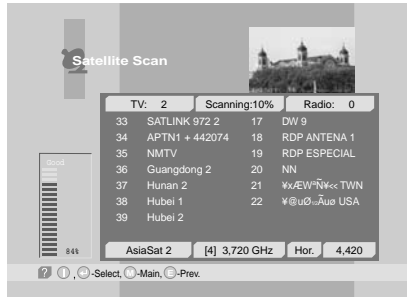 Satellite Scan
TV: 2 Scanning:10% Radio: 0
33 SATLINK 972 2 17 DW 9
34 APTN1 + 442074 18 RDP ANTENA 1
35 NMTV 19 RDP ESPECIAL
36 Guangdong 2 20 NN
37 Hunan 2 21 ¥xÆWªÑ¥<< TWN
38 Hubei 1 22 USA
39 Hubei 2
Good
84%
AsiaSat 2 [4] 3,720 GHz Hor. 4,420
, -Select, M-Main, E-Prev.